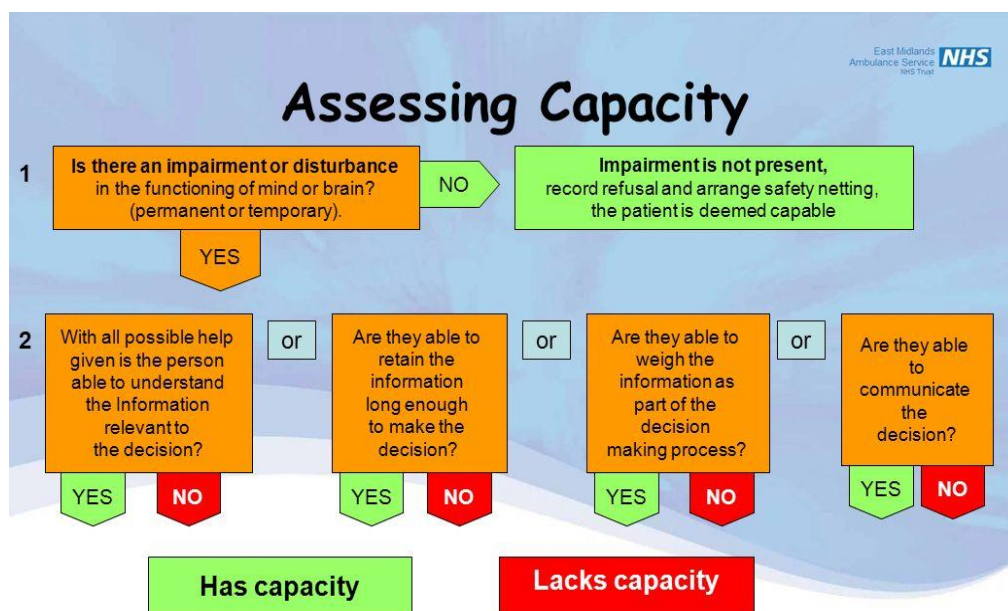 East Midlands
Ambulance Service
NHS Trust
NHS
Assessing Capacity
1
Is there an impairment or disturbance
in the functioning of mind or brain?
(permanent or temporary).
NO
Impairment is not present,
record refusal and arrange safety netting,
the patient is deemed capable
YES
2
With all possible help
given is the person
able to understand
the Information
relevant to
the decision?
or
Are they able to
retain the
information
long enough
to make the
decision?
or
Are they able to
weigh the
information as
part of the
decision
making process?
or
Are they able
to
communicate
the
decision?
YES
NO
YES
NO
YES
NO
YES
NO
Has capacity
Lacks capacity